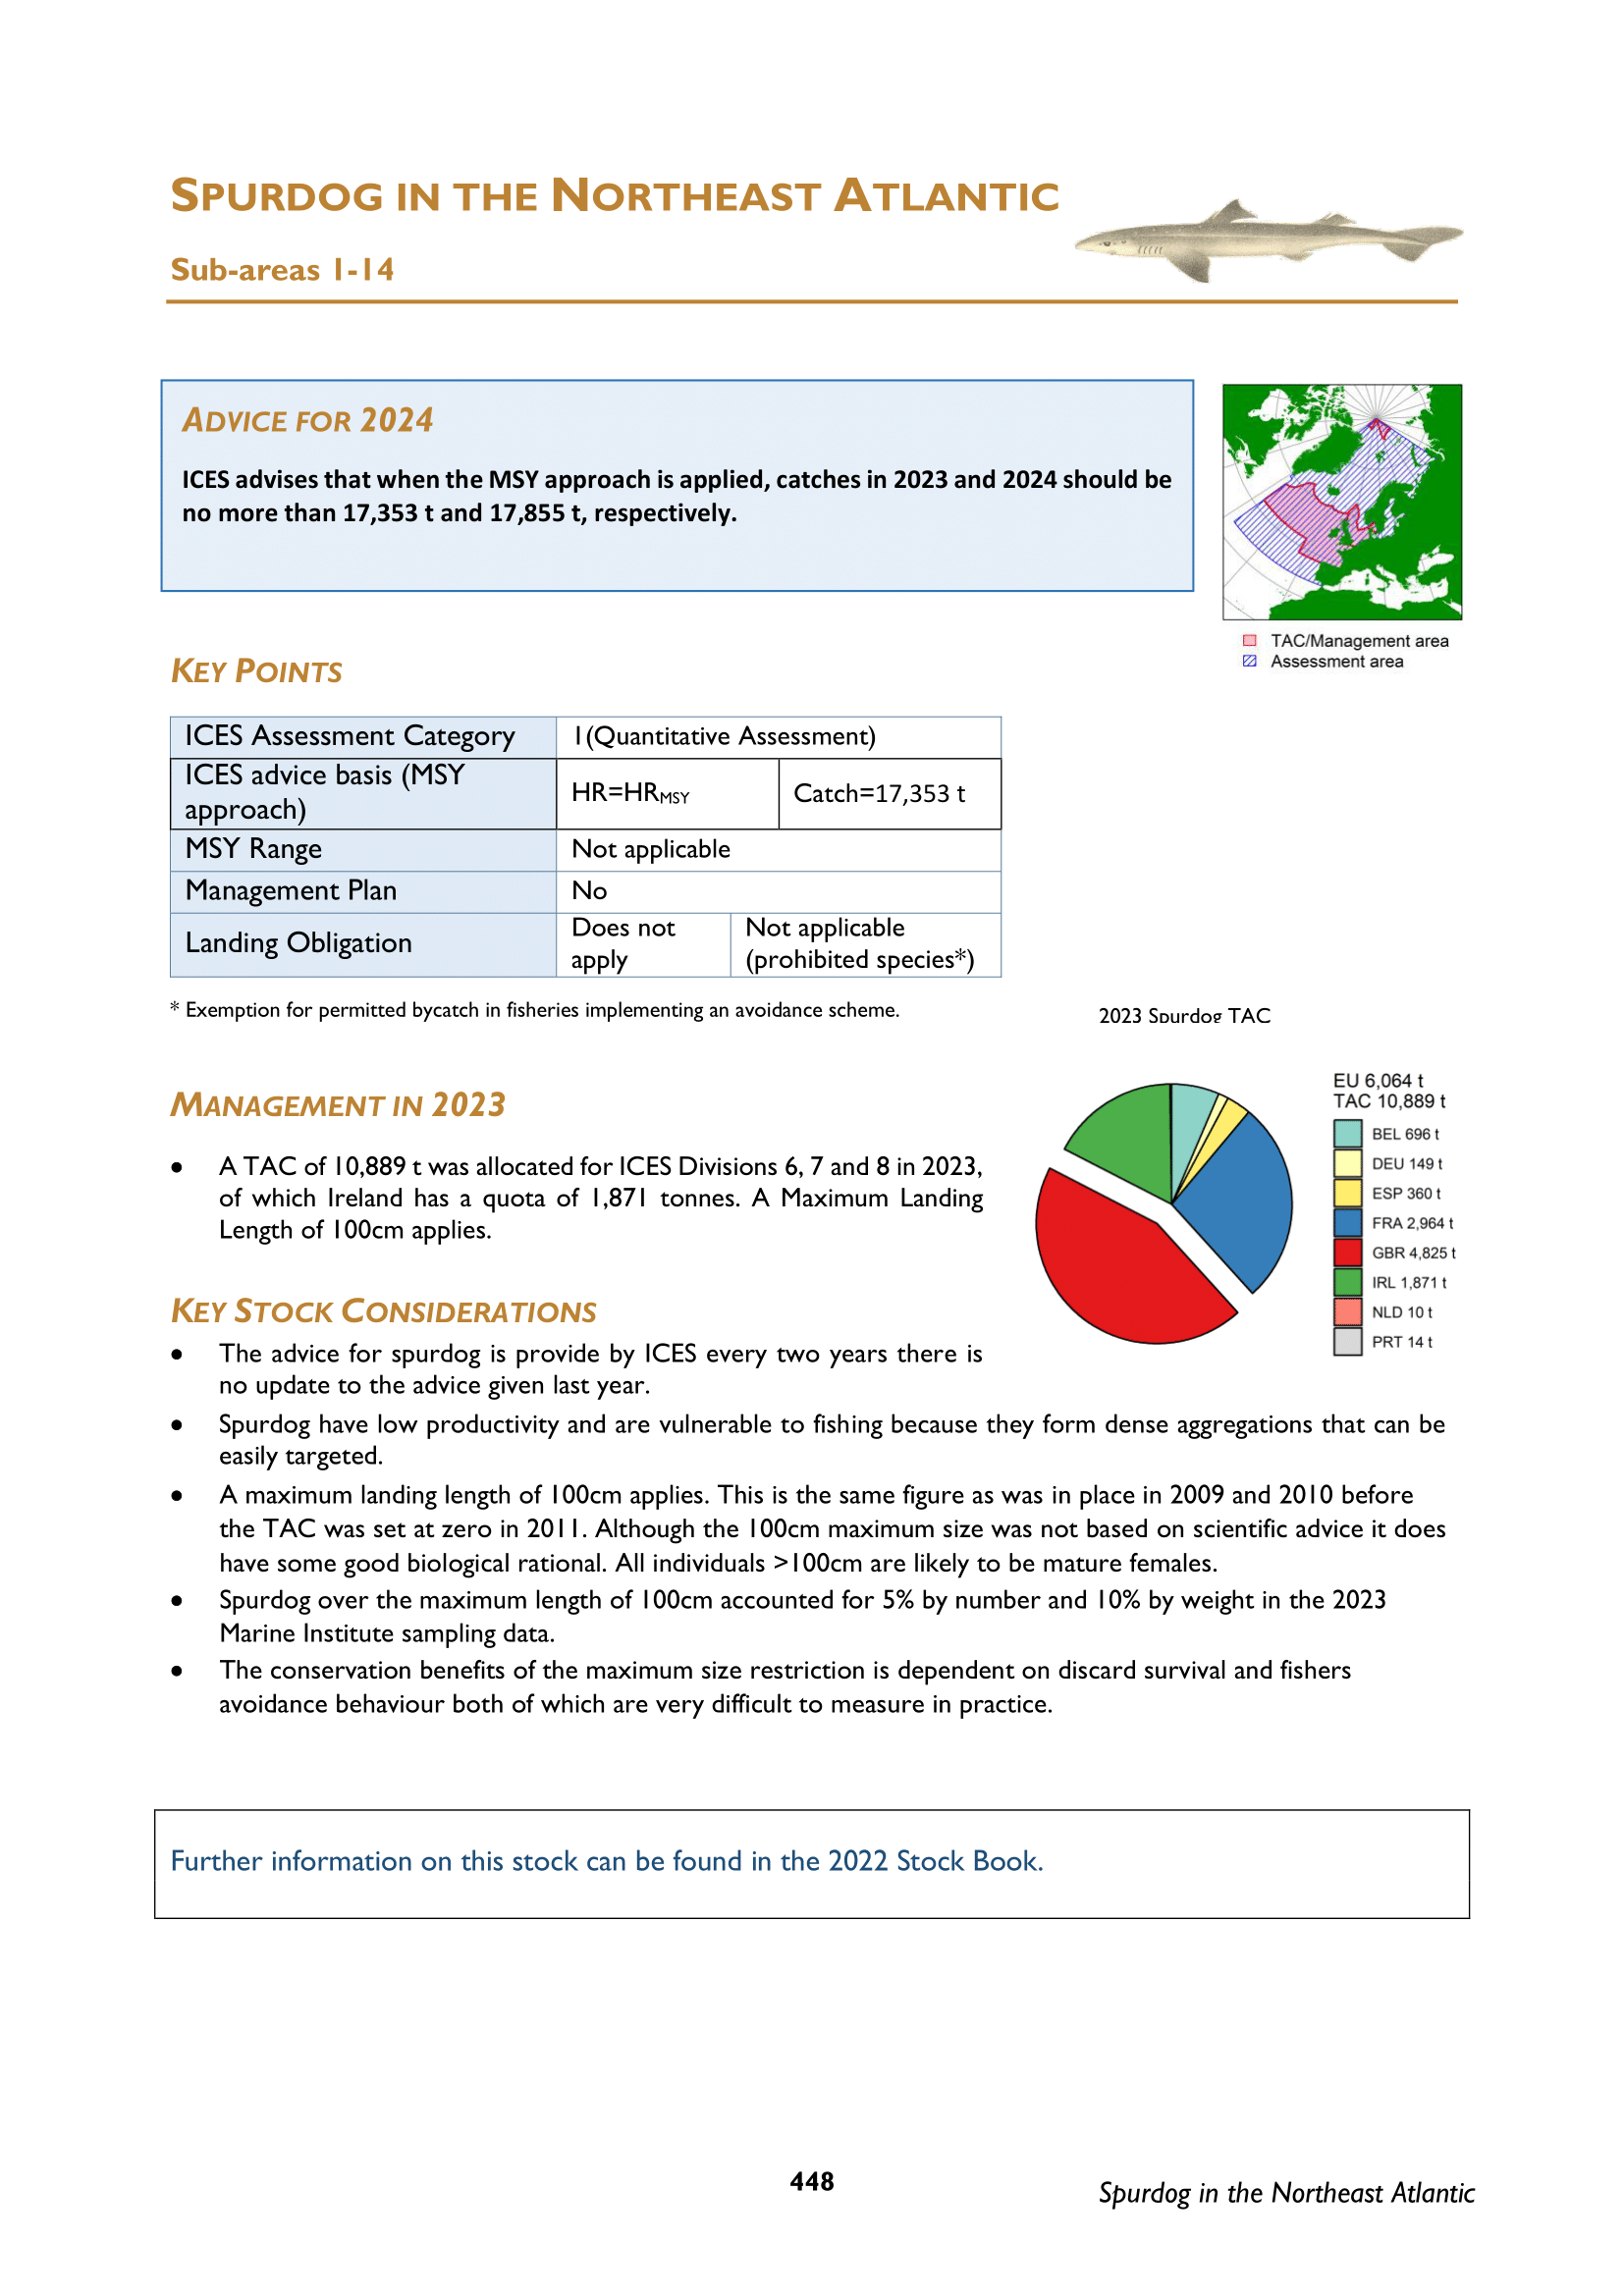 SPURDOG IN THE NORTHEAST ATLANTIC
Sub-areas 1-14
ADVICE FOR 2024
ICES advises that when the MSY approach is applied, catches in 2023 and 2024 should be
no more than 17,353 t and 17,855 t, respectively.
TAC/Management area
Assessment area
KEY POINTS
ICES Assessment Category 1(Quantitative Assessment)
ICES advice basis (MSY
approach) HR=HRMSY Catch=17,353 t
MSY Range Not applicable
Management Plan No
Landing Obligation Does not
apply Not applicable
(prohibited species*)
* Exemption for permitted bycatch in fisheries implementing an avoidance scheme.
2023 Spurdog TAC
EU 6,064 t
TAC 10,889 t
BEL 696 t
DEU 149 t
ESP 360 t
FRA 2,964 t
GBR 4,825 t
IRL 1,871 t
NLD 10 t
PRT 14 t
MANAGEMENT IN 2023
• A TAC of 10,889 t was allocated for ICES Divisions 6, 7 and 8 in 2023,
of which Ireland has a quota of 1,871 tonnes. A Maximum Landing
Length of 100cm applies.
KEY STOCK CONSIDERATIONS
• The advice for spurdog is provide by ICES every two years there is
no update to the advice given last year.
• Spurdog have low productivity and are vulnerable to fishing because they form dense aggregations that can be
easily targeted.
• A maximum landing length of 100cm applies. This is the same figure as was in place in 2009 and 2010 before
the TAC was set at zero in 2011. Although the 100cm maximum size was not based on scientific advice it does
have some good biological rational. All individuals >100cm are likely to be mature females.
• Spurdog over the maximum length of 100cm accounted for 5% by number and 10% by weight in the 2023
Marine Institute sampling data.
• The conservation benefits of the maximum size restriction is dependent on discard survival and fishers
avoidance behaviour both of which are very difficult to measure in practice.
Further information on this stock can be found in the 2022 Stock Book.
448
Spurdog in the Northeast Atlantic